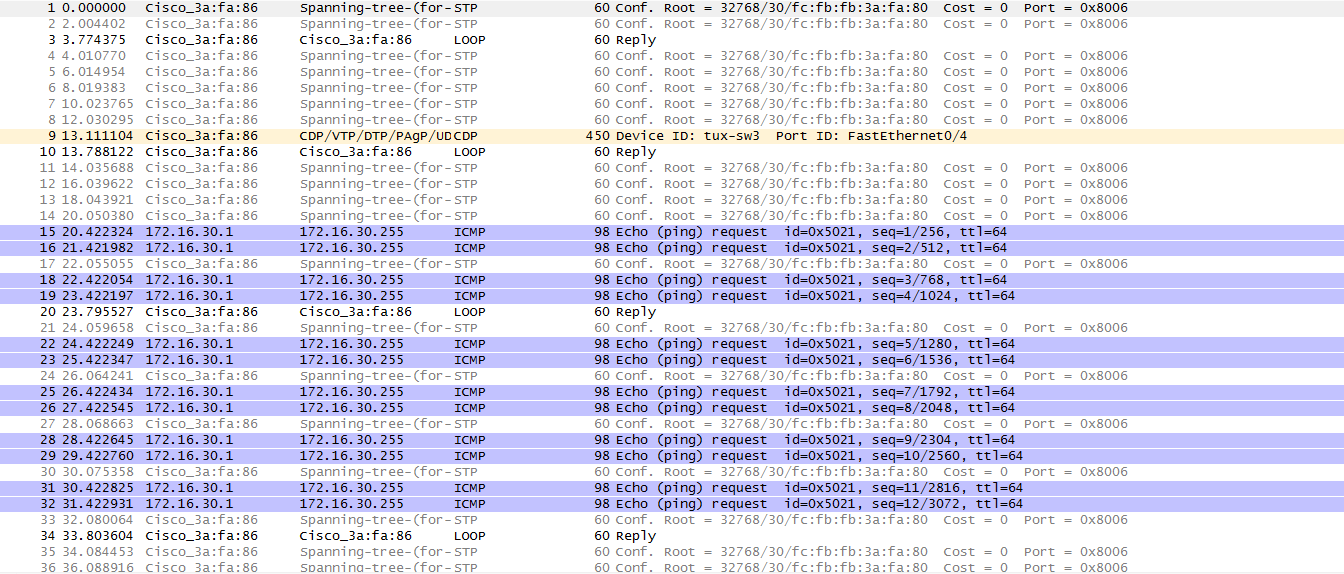 1 0.000000 Cisco_3a:fa:86 Spanning-tree-(for- STP 60 Conf. Root = 32768/30/fc:fb:fb:3a:fa:80 Cost = 0 Port = 0x8006
2 2.004402 Cisco_3a:fa:86 Spanning-tree-(for- STP 60 Conf. Root = 32768/30/fc:fb:fb:3a:fa:80 Cost = 0 Port = 0x8006
3 3.774375 Cisco_3a:fa:86 Cisco_3a:fa:86 LOOP 60 Reply
4 4.010770 Cisco_3a:fa:86 Spanning-tree-(for- STP 60 Conf. Root = 32768/30/fc:fb:fb:3a:fa:80 Cost = 0 Port = 0x8006
5 6.014954 Cisco_3a:fa:86 Spanning-tree-(for- STP 60 Conf. Root = 32768/30/fc:fb:fb:3a:fa:80 Cost = 0 Port = 0x8006
6 8.019383 Cisco_3a:fa:86 Spanning-tree-(for- STP 60 Conf. Root = 32768/30/fc:fb:fb:3a:fa:80 Cost = 0 Port = 0x8006
7 10.023765 Cisco_3a:fa:86 Spanning-tree-(for- STP 60 Conf. Root = 32768/30/fc:fb:fb:3a:fa:80 Cost = 0 Port = 0x8006
8 12.030295 Cisco_3a:fa:86 Spanning-tree-(for- STP 60 Conf. Root = 32768/30/fc:fb:fb:3a:fa:80 Cost = 0 Port = 0x8006
9 13.111104 Cisco_3a:fa:86 CDP/VTP/DTP/PAgP/UD CDP 450 Device ID: tux-sw3 Port ID: FastEthernet0/4
10 13.788122 Cisco_3a:fa:86 Cisco_3a:fa:86 LOOP 60 Reply
11 14.035688 Cisco_3a:fa:86 Spanning-tree-(for- STP 60 Conf. Root = 32768/30/fc:fb:fb:3a:fa:80 Cost = 0 Port = 0x8006
12 16.039622 Cisco_3a:fa:86 Spanning-tree-(for- STP 60 Conf. Root = 32768/30/fc:fb:fb:3a:fa:80 Cost = 0 Port = 0x8006
13 18.043921 Cisco_3a:fa:86 Spanning-tree-(for- STP 60 Conf. Root = 32768/30/fc:fb:fb:3a:fa:80 Cost = 0 Port = 0x8006
14 20.050380 Cisco_3a:fa:86 Spanning-tree-(for- STP 60 Conf. Root = 32768/30/fc:fb:fb:3a:fa:80 Cost = 0 Port = 0x8006
15 20.422324 172.16.30.1 172.16.30.255 ICMP 98 Echo (ping) request id=0x5021, seq=1/256, ttl=64
16 21.421982 172.16.30.1 172.16.30.255 ICMP 98 Echo (ping) request id=0x5021, seq=2/512, ttl=64
17 22.055055 Cisco_3a:fa:86 Spanning-tree-(for- STP 60 Conf. Root = 32768/30/fc:fb:fb:3a:fa:80 Cost = 0 Port = 0x8006
18 22.422054 172.16.30.1 172.16.30.255 ICMP 98 Echo (ping) request id=0x5021, seq=3/768, ttl=64
19 23.422197 172.16.30.1 172.16.30.255 ICMP 98 Echo (ping) request id=0x5021, seq=4/1024, ttl=64
20 23.795527 Cisco_3a:fa:86 Cisco_3a:fa:86 LOOP 60 Reply
21 24.059658 Cisco_3a:fa:86 Spanning-tree-(for- STP 60 Conf. Root = 32768/30/fc:fb:fb:3a:fa:80 Cost = 0 Port = 0x8006
22 24.422249 172.16.30.1 172.16.30.255 ICMP 98 Echo (ping) request id=0x5021, seq=5/1280, ttl=64
23 25.422347 172.16.30.1 172.16.30.255 ICMP 98 Echo (ping) request id=0x5021, seq=6/1536, ttl=64
24 26.064241 Cisco_3a:fa:86 Spanning-tree-(for- STP 60 Conf. Root = 32768/30/fc:fb:fb:3a:fa:80 Cost = 0 Port = 0x8006
25 26.422434 172.16.30.1 172.16.30.255 ICMP 98 Echo (ping) request id=0x5021, seq=7/1792, ttl=64
26 27.422545 172.16.30.1 172.16.30.255 ICMP 98 Echo (ping) request id=0x5021, seq=8/2048, ttl=64
27 28.068663 Cisco_3a:fa:86 Spanning-tree-(for- STP 60 Conf. Root = 32768/30/fc:fb:fb:3a:fa:80 Cost = 0 Port = 0x8006
28 28.422645 172.16.30.1 172.16.30.255 ICMP 98 Echo (ping) request id=0x5021, seq=9/2304, ttl=64
29 29.422760 172.16.30.1 172.16.30.255 ICMP 98 Echo (ping) request id=0x5021, seq=10/2560, ttl=64
30 30.075358 Cisco_3a:fa:86 Spanning-tree-(for- STP 60 Conf. Root = 32768/30/fc:fb:fb:3a:fa:80 Cost = 0 Port = 0x8006
31 30.422825 172.16.30.1 172.16.30.255 ICMP 98 Echo (ping) request id=0x5021, seq=11/2816, ttl=64
32 31.422931 172.16.30.1 172.16.30.255 ICMP 98 Echo (ping) request id=0x5021, seq=12/3072, ttl=64
33 32.080064 Cisco_3a:fa:86 Spanning-tree-(for- STP 60 Conf. Root = 32768/30/fc:fb:fb:3a:fa:80 Cost = 0 Port = 0x8006
34 33.803604 Cisco_3a:fa:86 Cisco_3a:fa:86 LOOP 60 Reply
35 34.084453 Cisco_3a:fa:86 Spanning-tree-(for- STP 60 Conf. Root = 32768/30/fc:fb:fb:3a:fa:80 Cost = 0 Port = 0x8006
36 36.088916 Cisco_3a:fa:86 Spanning-tree-(for- STP 60 Conf. Root = 32768/30/fc:fb:fb:3a:fa:80 Cost = 0 Port = 0x8006